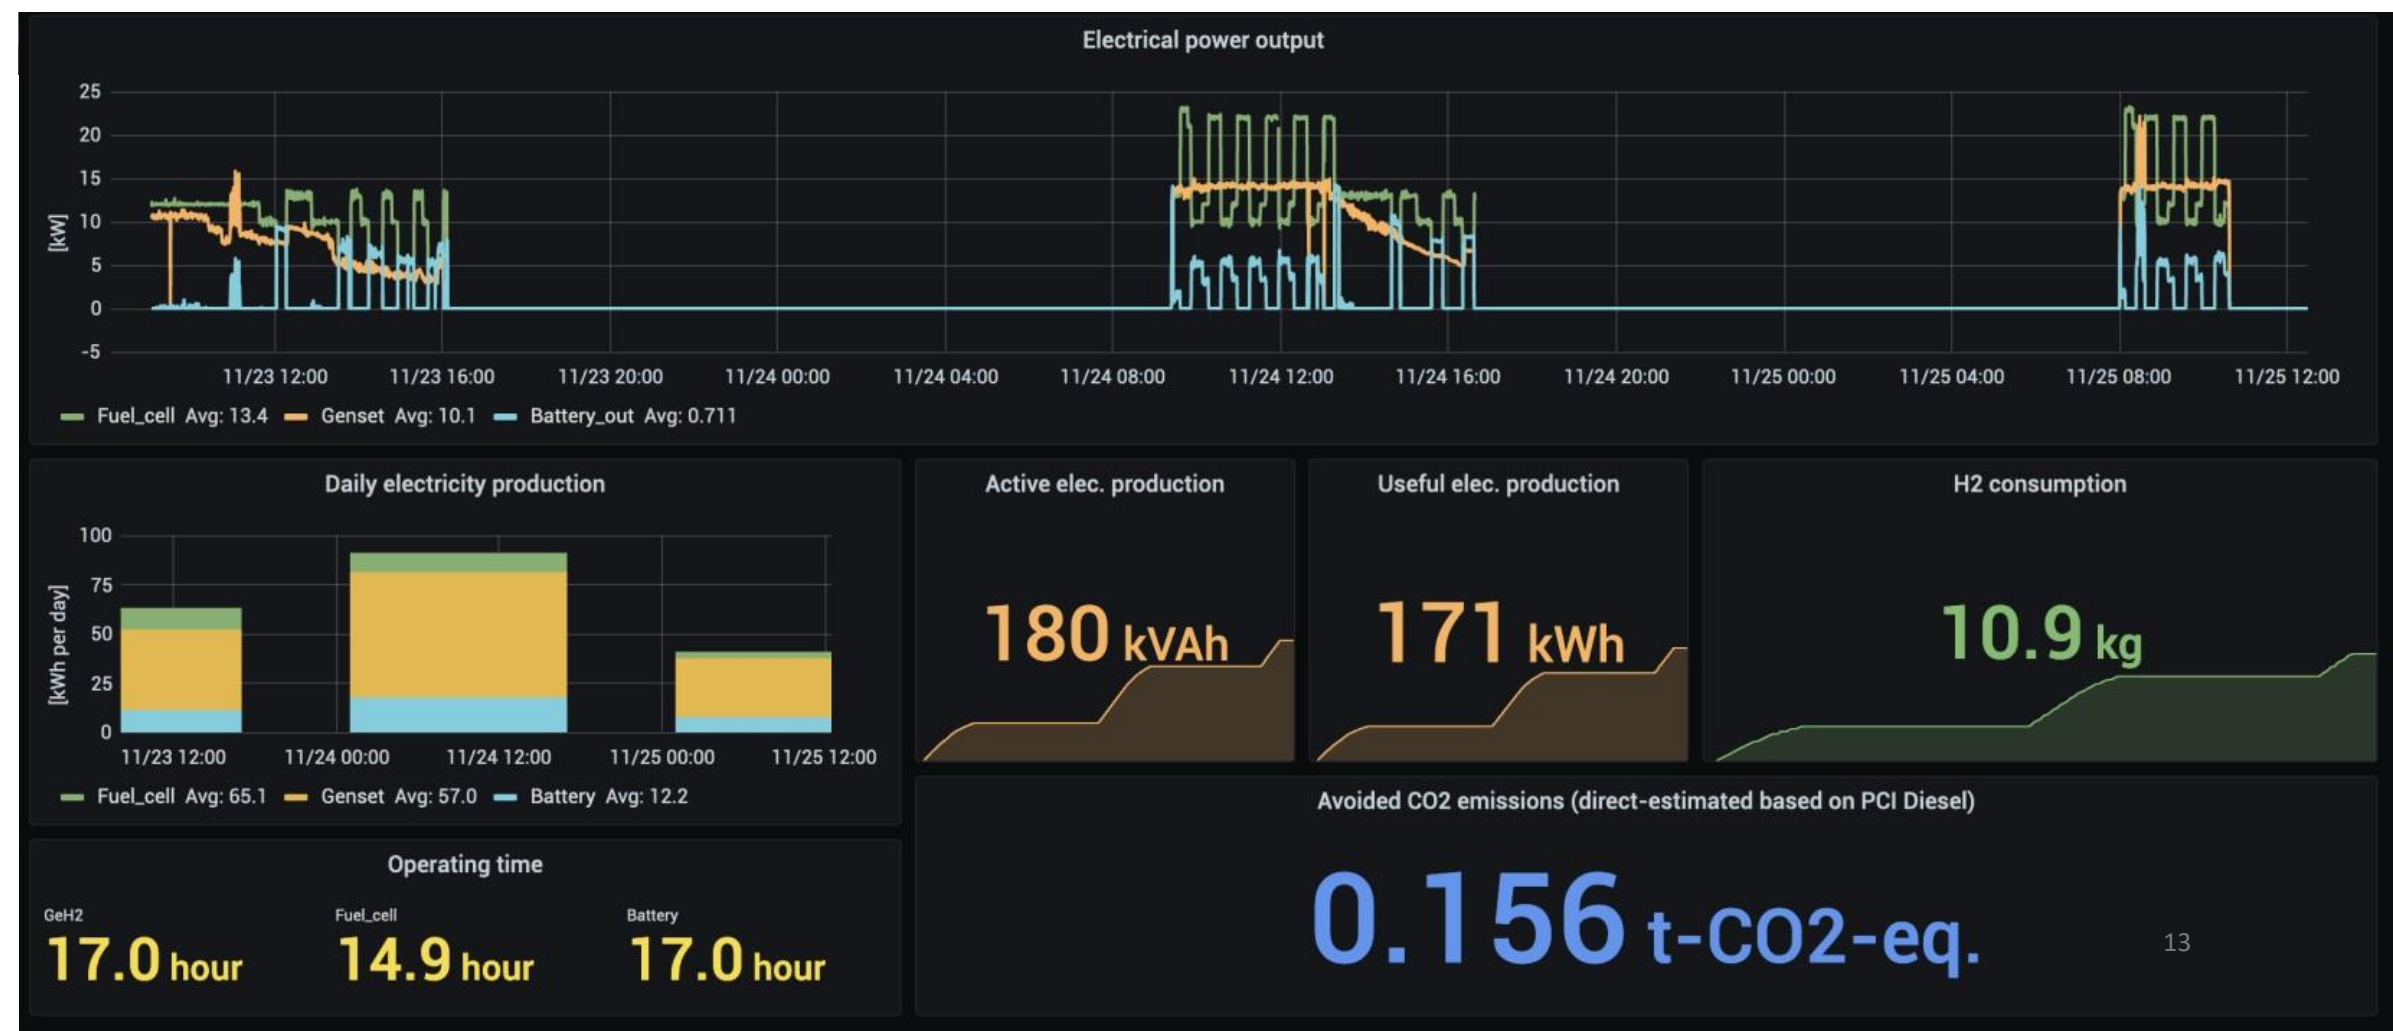 Electrical power output
25
20
15
10
5
0
-5
[kW]
11/23 12:00 11/23 16:00 11/23 20:00 11/24 00:00 11/24 04:00 11/24 08:00 11/24 12:00 11/24 16:00 11/24 20:00 11/25 00:00 11/25 04:00 11/25 08:00 11/25 12:00
Fuel_cell Avg: 13.4 Genset Avg: 10.1 Battery_out Avg: 0.711
Daily electricity production
100
75
50
25
0
[kWh per day]
11/23 12:00 11/24 00:00 11/24 12:00 11/25 00:00 11/25 12:00
Fuel_cell Avg: 65.1 Genset Avg: 57.0 Battery Avg: 12.2
Active elec. production
180 kVAh
Useful elec. production
171 kWh
H2 consumption
10.9 kg
Operating time
GeH2 Fuel_cell Battery
17.0 hour 14.9 hour 17.0 hour
Avoided CO2 emissions (direct-estimated based on PCI Diesel)
0.156 t-CO2-eq.
13